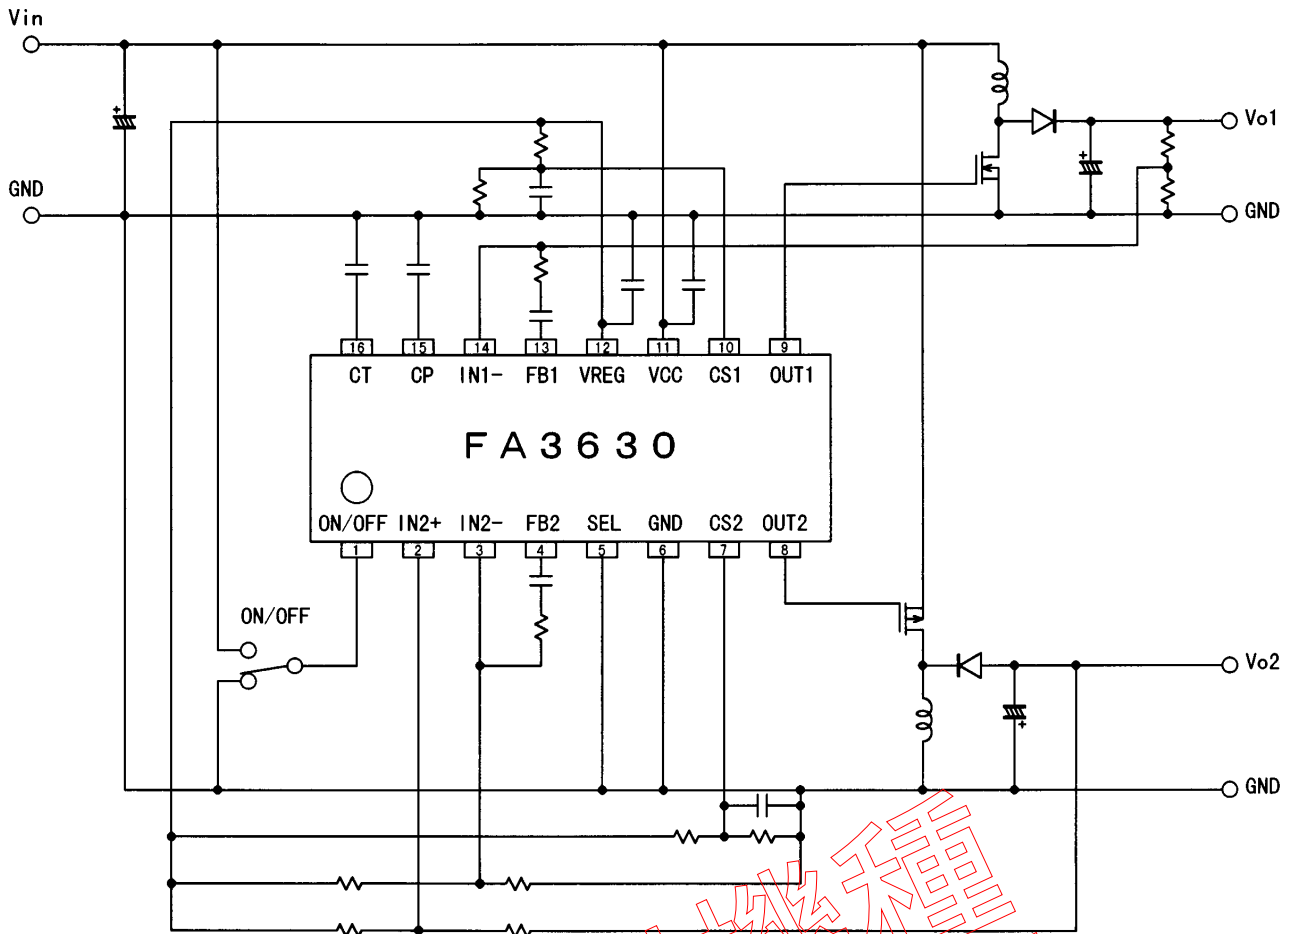 Vin
Vo1
GND
GND
16 15 14 13 12 11 10 9
CT CP IN1- FB1 VREG VCC CS1 OUT1
FA3630
ON/OFF IN2+ IN2- FB2 SEL GND CS2 OUT2
1 2 3 4 5 6 7 8
ON/OFF
Vo2
GND
機種